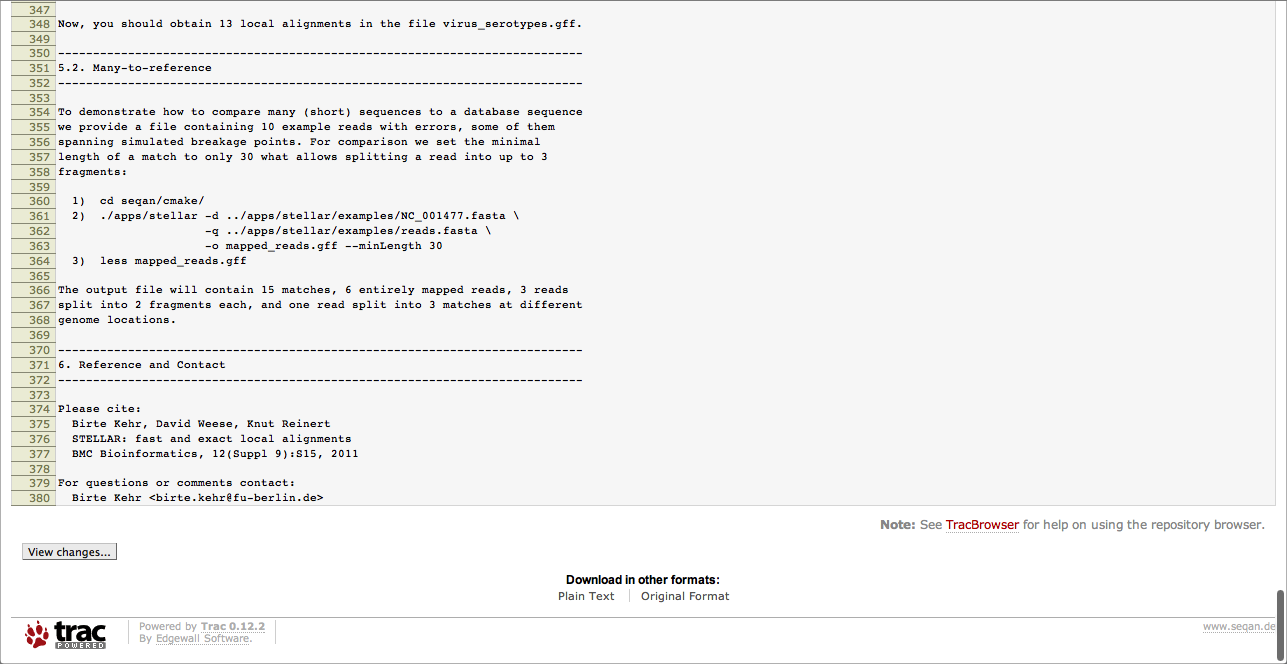 347
348 Now, you should obtain 13 local alignments in the file virus_serotypes.gff.
349
350 ---------------------------------------------------------------------------
351 5.2. Many-to-reference
352 ---------------------------------------------------------------------------
353
354 To demonstrate how to compare many (short) sequences to a database sequence
355 we provide a file containing 10 example reads with errors, some of them
356 spanning simulated breakage points. For comparison we set the minimal
357 length of a match to only 30 what allows splitting a read into up to 3
358 fragments:
359
360   1)  cd seqan/cmake/
361   2)  ./apps/stellar -d ../apps/stellar/examples/NC_001477.fasta \
362                      -q ../apps/stellar/examples/reads.fasta \
363                      -o mapped_reads.gff --minLength 30
364   3)  less mapped_reads.gff
365
366 The output file will contain 15 matches, 6 entirely mapped reads, 3 reads
367 split into 2 fragments each, and one read split into 3 matches at different
368 genome locations.
369
370 ---------------------------------------------------------------------------
371 6. Reference and Contact
372 ---------------------------------------------------------------------------
373
374 Please cite:
375   Birte Kehr, David Weese, Knut Reinert
376   STELLAR: fast and exact local alignments
377   BMC Bioinformatics, 12(Suppl 9):S15, 2011
378
379 For questions or comments contact:
380   Birte Kehr <birte.kehr@fu-berlin.de>
Note: See TracBrowser for help on using the repository browser.
View changes...
Download in other formats:
Plain Text
Original Format
trac POWERED
Powered by Trac 0.12.2
By Edgewall Software.
www.seqan.de